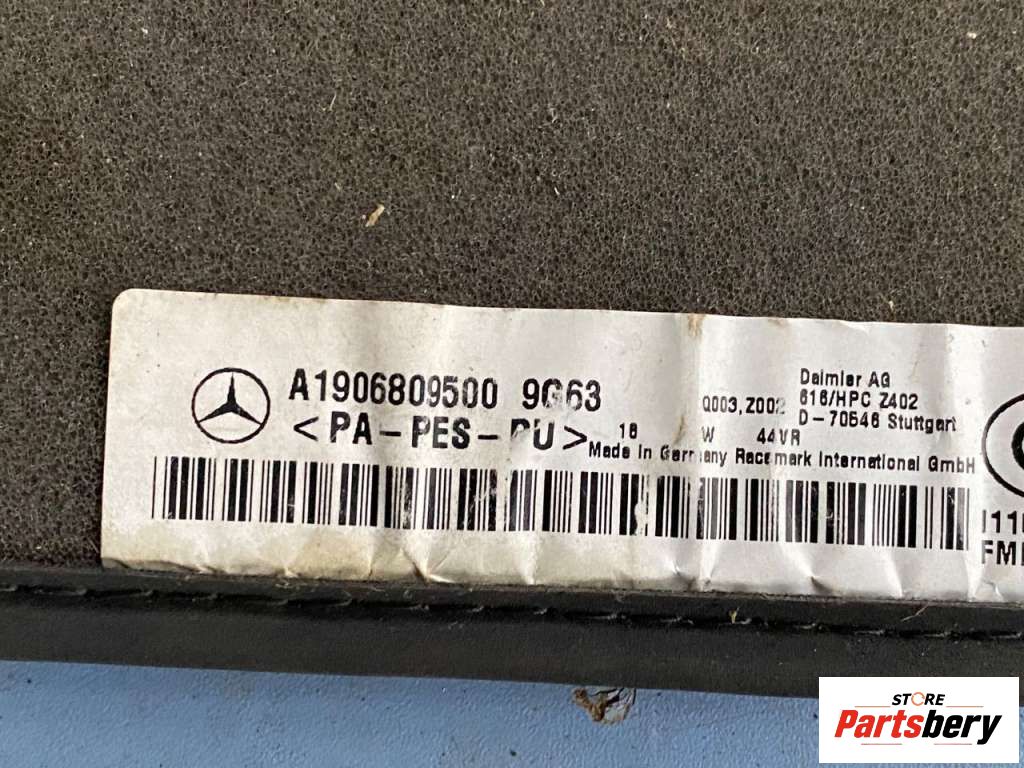 A1906809500 9G63
<PA-PES-PU>
16
Q003,Z002
W 44VR
Daimler AG
616/HPC Z402
D-70546 Stuttgart
Made in Germany Racemark International GmbH
STORE
Partsbery